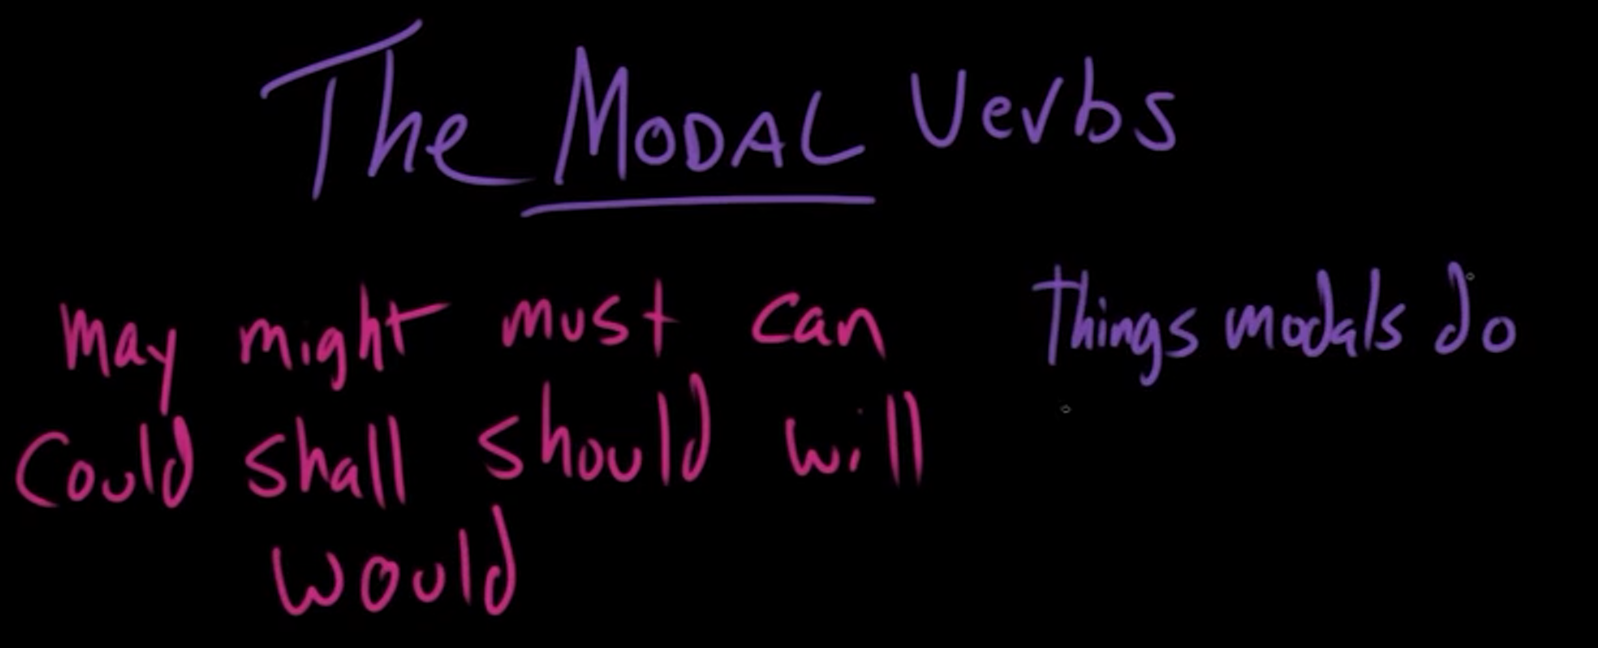 The MODAL Verbs
may might must can
Could shall should will
would
Things modals do